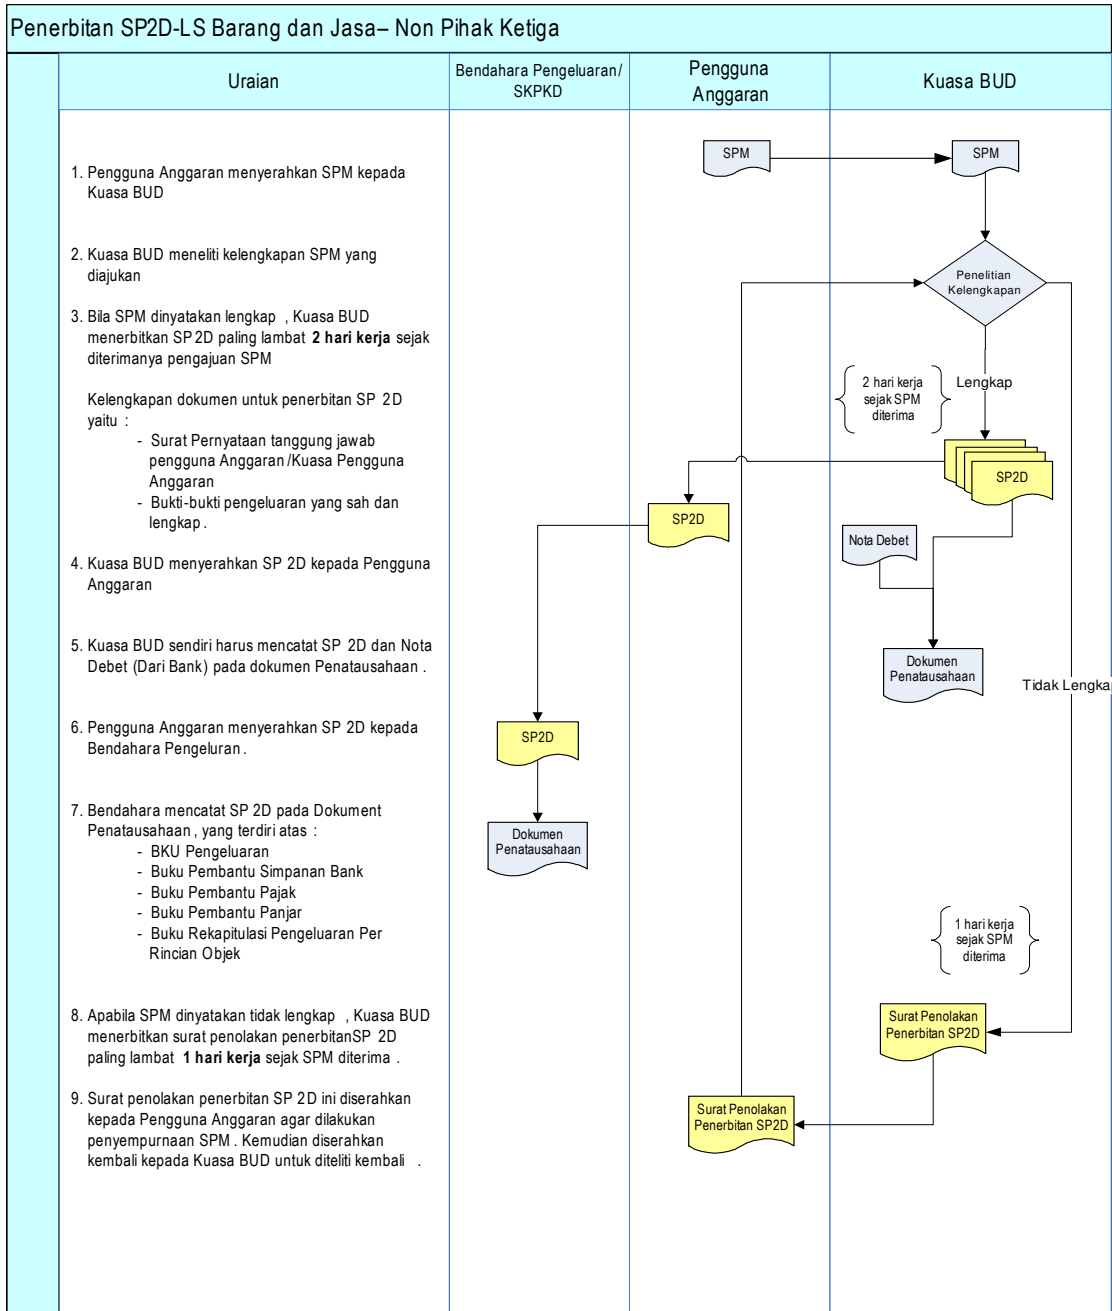 Penerbitan SP2D-LS Barang dan Jasa– Non Pihak Ketiga
Uraian
Bendahara Pengeluaran/
SKPKD
Pengguna
Anggaran
Kuasa BUD
1. Pengguna Anggaran menyerahkan SPM kepada
Kuasa BUD
2. Kuasa BUD meneliti kelengkapan SPM yang
diajukan
3. Bila SPM dinyatakan lengkap , Kuasa BUD
menerbitkan SP2D paling lambat 2 hari kerja sejak
diterimanya pengajuan SPM
Kelengkapan dokumen untuk penerbitan SP 2D
yaitu :
- Surat Pernyataan tanggung jawab
pengguna Anggaran /Kuasa Pengguna
Anggaran
- Bukti-bukti pengeluaran yang sah dan
lengkap .
4. Kuasa BUD menyerahkan SP 2D kepada Pengguna
Anggaran
5. Kuasa BUD sendiri harus mencatat SP 2D dan Nota
Debet (Dari Bank) pada dokumen Penatausahaan .
6. Pengguna Anggaran menyerahkan SP 2D kepada
Bendahara Pengeluran .
7. Bendahara mencatat SP 2D pada Dokument
Penatausahaan , yang terdiri atas :
- BKU Pengeluaran
- Buku Pembantu Simpanan Bank
- Buku Pembantu Pajak
- Buku Pembantu Panjar
- Buku Rekapitulasi Pengeluaran Per
Rincian Objek
8. Apabila SPM dinyatakan tidak lengkap , Kuasa BUD
menerbitkan surat penolakan penerbitanSP 2D
paling lambat 1 hari kerja sejak SPM diterima .
9. Surat penolakan penerbitan SP 2D ini diserahkan
kepada Pengguna Anggaran agar dilakukan
penyempurnaan SPM . Kemudian diserahkan
kembali kepada Kuasa BUD untuk diteliti kembali .
SPM
SPM
Penelitian
Kelengkapan
2 hari kerja
sejak SPM
diterima
Lengkap
SP2D
SP2D
Nota Debet
Dokumen
Penatausahaan
Tidak Lengka
SP2D
Dokumen
Penatausahaan
1 hari kerja
sejak SPM
diterima
Surat Penolakan
Penerbitan SP2D
Surat Penolakan
Penerbitan SP2D